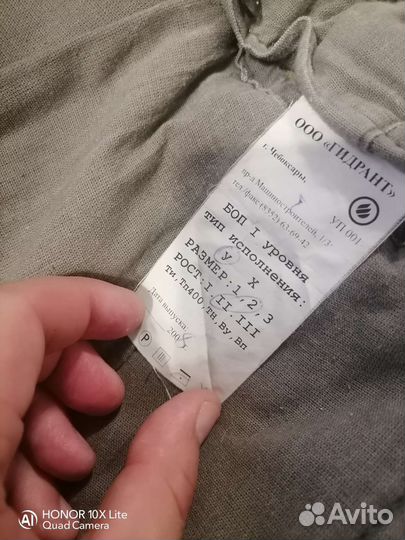 ООО «ГИДРАНТ»
г. Чебоксары,
пр-д Машиностроителей, 1/3
тел/факс (8352) 63-69-42
УП 001
БОП I уровня
тип исполнения:
У Х
РАЗМЕР: 1, 2, 3
РОСТ: I, II, III
Ти, Тп400, Тн, Ву, Вп
Дата выпуска:
2008
P
AI HONOR 10X Lite
Quad Camera
Avito